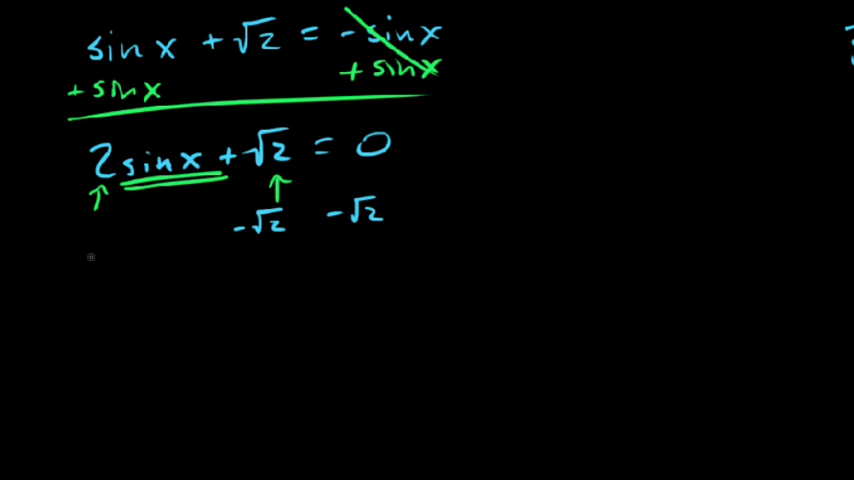 sin x + √2 = - sin x
+ sin x + sin x
2 sin x + √2 = 0
-√2 -√2